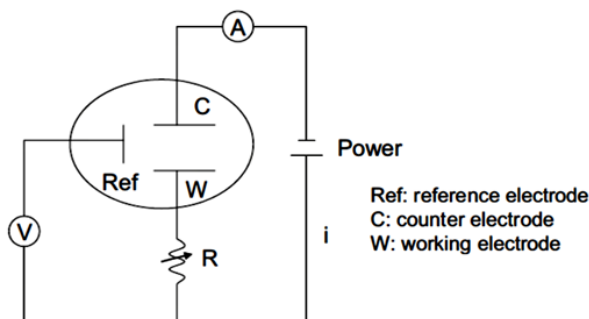 A
C
Ref
W
Power
V
R
i
Ref: reference electrode
C: counter electrode
W: working electrode